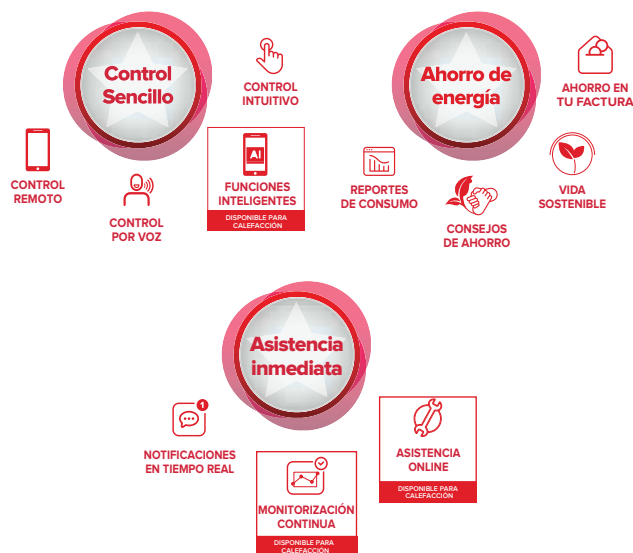 Control
Sencillo
CONTROL
INTUITIVO
CONTROL
REMOTO
CONTROL
POR VOZ
AI
FUNCIONES
INTELIGENTES
DISPONIBLE PARA
CALEFACCIÓN
Ahorro de
energía
AHORRO EN
TU FACTURA
REPORTES
DE CONSUMO
CONSEJOS
DE AHORRO
VIDA
SOSTENIBLE
Asistencia
inmediata
1
NOTIFICACIONES
EN TIEMPO REAL
MONITORIZACIÓN
CONTINUA
DISPONIBLE PARA
CALEFACCIÓN
ASISTENCIA
ONLINE
DISPONIBLE PARA
CALEFACCIÓN